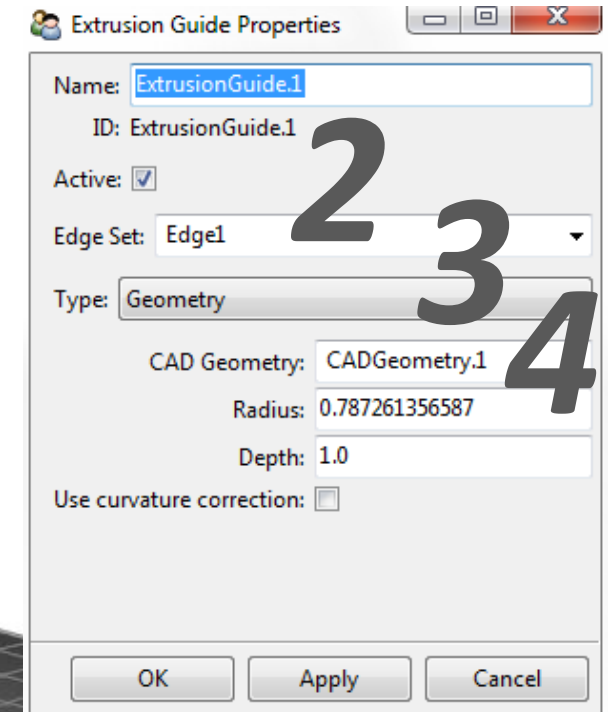 Extrusion Guide Properties
Name: ExtrusionGuide.1
ID: ExtrusionGuide.1
2
Active:
Edge Set: Edge1
3
Type: Geometry
4
CAD Geometry: CADGeometry.1
Radius: 0.787261356587
Depth: 1.0
Use curvature correction:
OK Apply Cancel